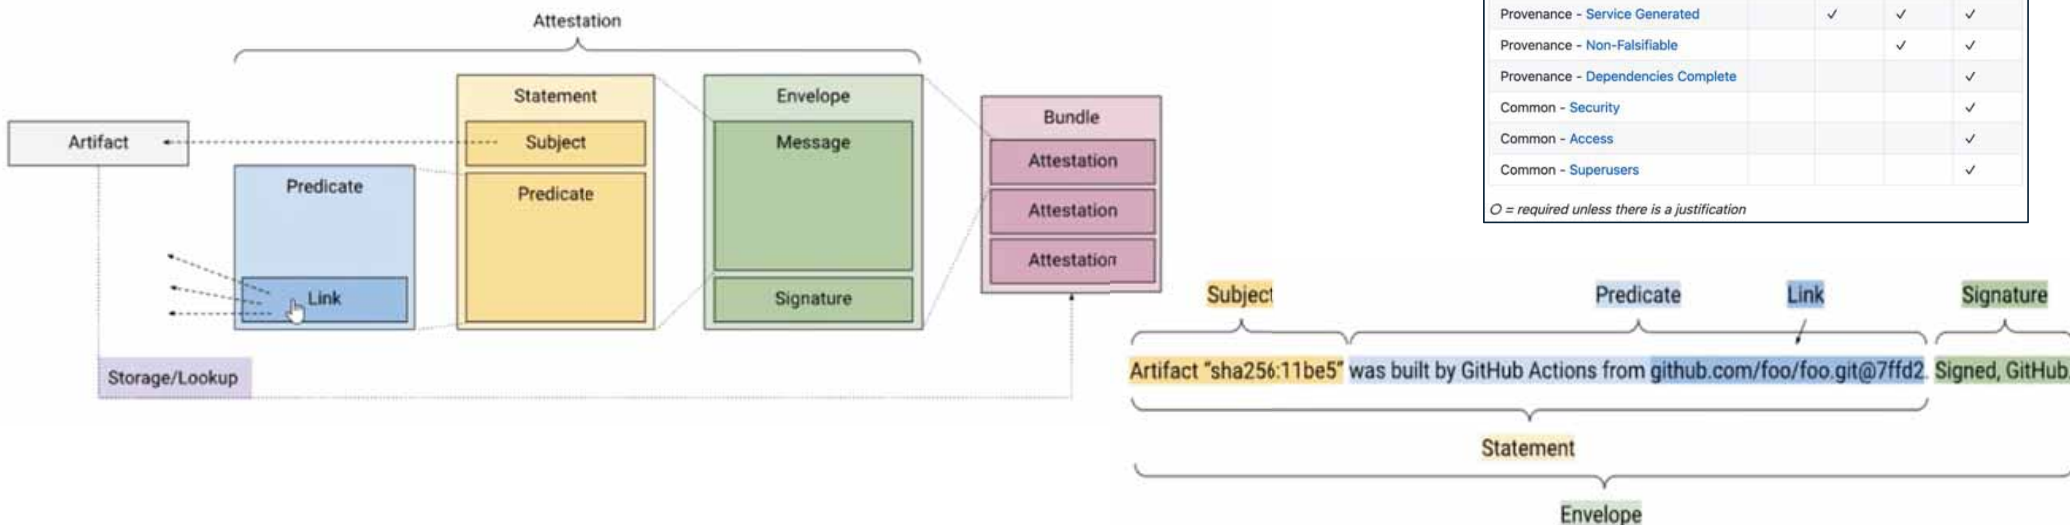 Attestation
Artifact
Predicate
Link
Statement
Subject
Predicate
Envelope
Message
Signature
Bundle
Attestation
Attestation
Attestation
Storage/Lookup
Provenance - Service Generated ✓ ✓ ✓
Provenance - Non-Falsifiable ✓ ✓
Provenance - Dependencies Complete ✓
Common - Security ✓
Common - Access ✓
Common - Superusers ✓
O = required unless there is a justification
Subject Predicate Link Signature
Artifact “sha256:11be5” was built by GitHub Actions from github.com/foo/foo.git@7ffd2. Signed, GitHub.
Statement
Envelope